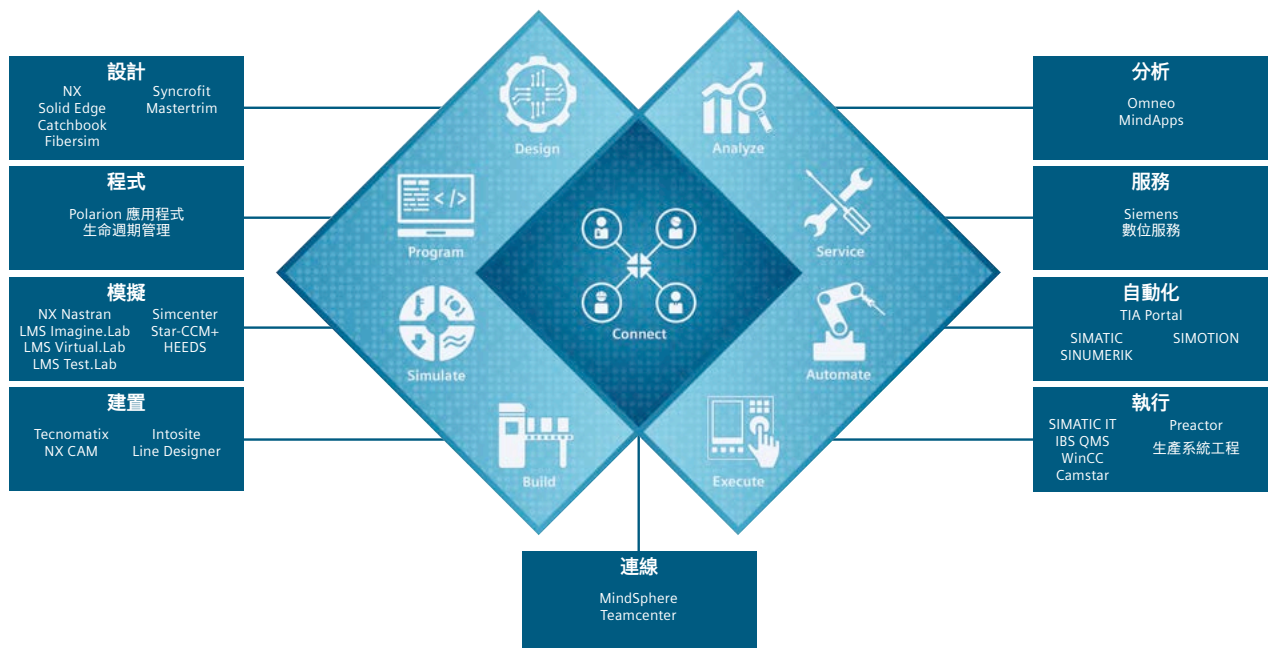 設計
NX
Solid Edge
Catchbook
Fibersim
Syncrofit
Mastertrim
程式
Polarion 應用程式
生命週期管理
模擬
NX Nastran
LMS Imagine.Lab
LMS Virtual.Lab
LMS Test.Lab
Simcenter
Star-CCM+
HEEDS
建置
Tecnomatix
NX CAM
Intosite
Line Designer
Design
Program
</>
Simulate
Build
Connect
Analyze
Service
Automate
Execute
分析
Omneo
MindApps
服務
Siemens
數位服務
自動化
TIA Portal
SIMATIC
SINUMERIK
SIMOTION
執行
SIMATIC IT
IBS QMS
WinCC
Camstar
Preactor
生產系統工程
連線
MindSphere
Teamcenter